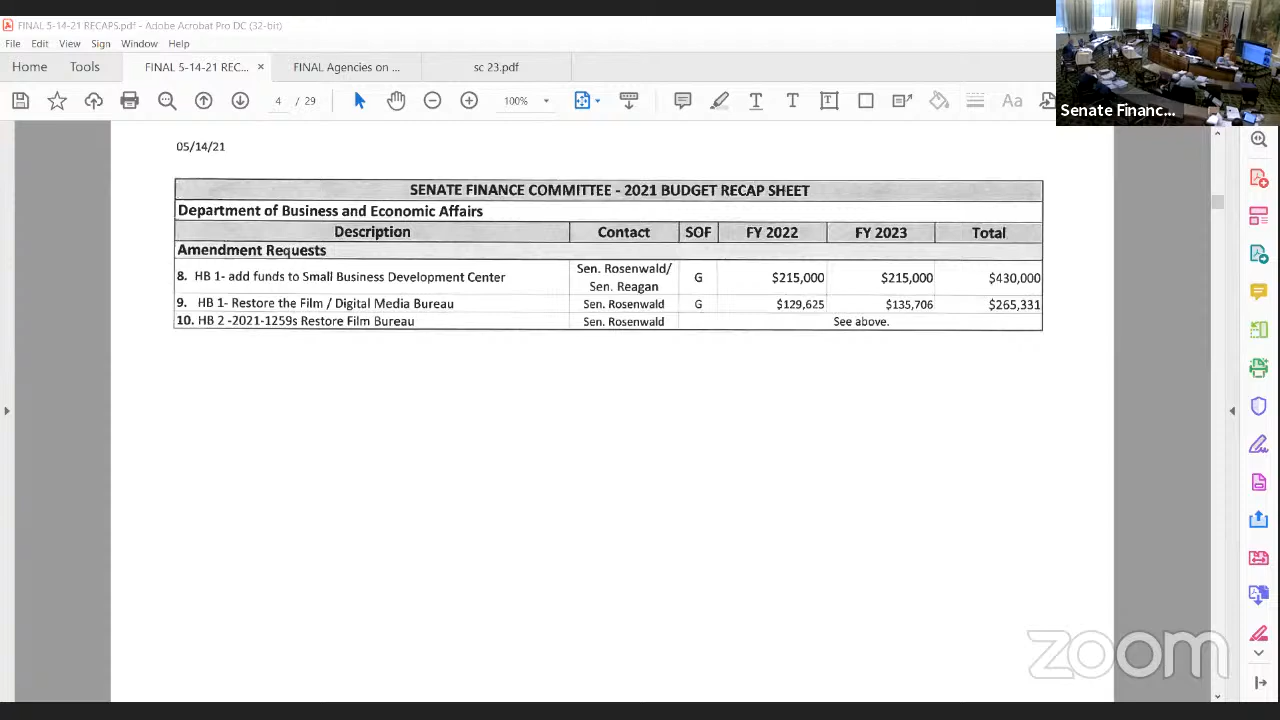 FINAL 5-14-21 RECAPS.pdf - Adobe Acrobat Pro DC (32-bit)
File Edit View Sign Window Help
Home Tools FINAL 5-14-21 REC... × FINAL Agencies on ... sc 23.pdf
4 / 29 100% Aa
Senate Financ...
05/14/21
SENATE FINANCE COMMITTEE - 2021 BUDGET RECAP SHEET
Department of Business and Economic Affairs
Description Contact SOF FY 2022 FY 2023 Total
Amendment Requests
8. HB 1- add funds to Small Business Development Center Sen. Rosenwald/ Sen. Reagan G $215,000 $215,000 $430,000
9. HB 1- Restore the Film / Digital Media Bureau Sen. Rosenwald G $129,625 $135,706 $265,331
10. HB 2 -2021-1259s Restore Film Bureau Sen. Rosenwald See above.
zoom